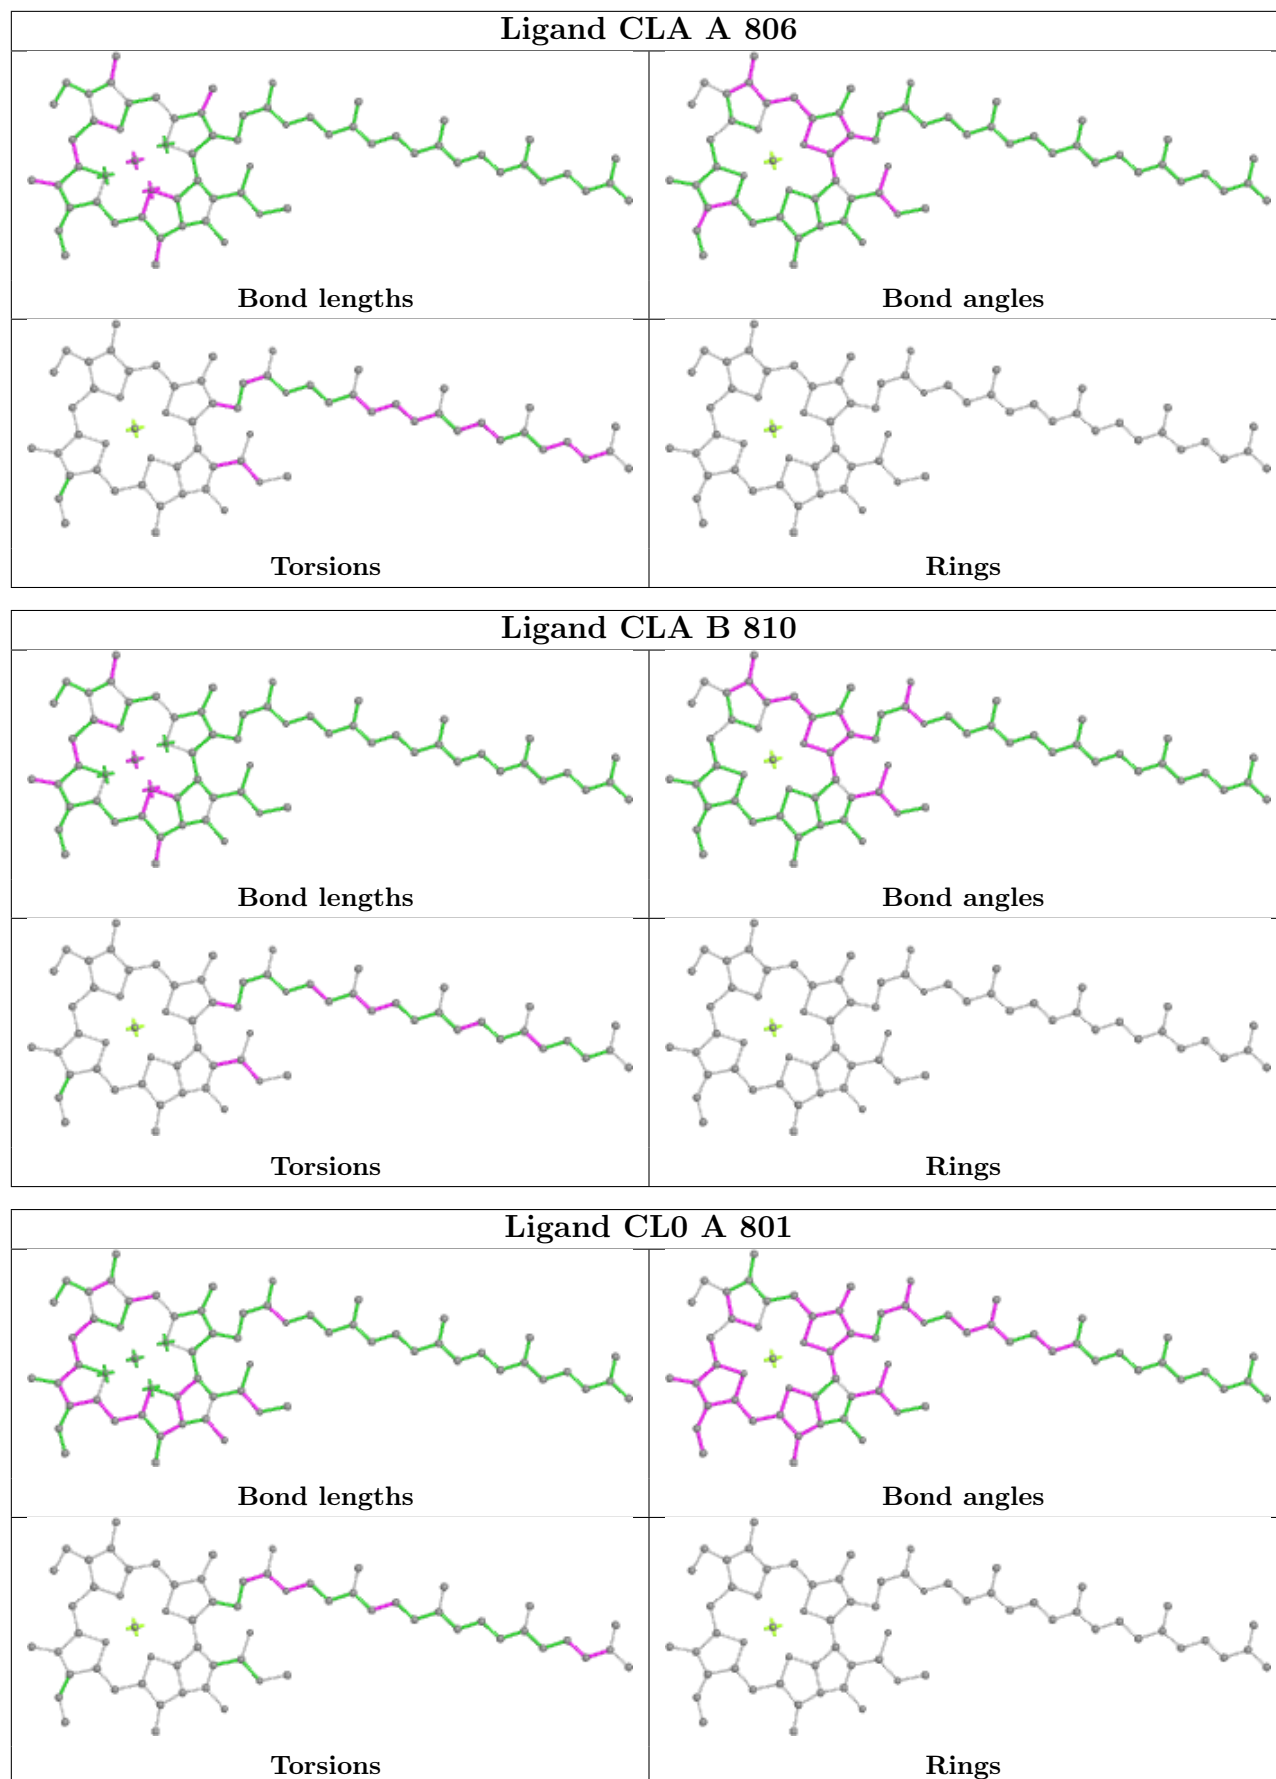 Ligand CLA A 806
Bond lengths
Bond angles
Torsions
Rings
Ligand CLA B 810
Bond lengths
Bond angles
Torsions
Rings
Ligand CL0 A 801
Bond lengths
Bond angles
Torsions
Rings